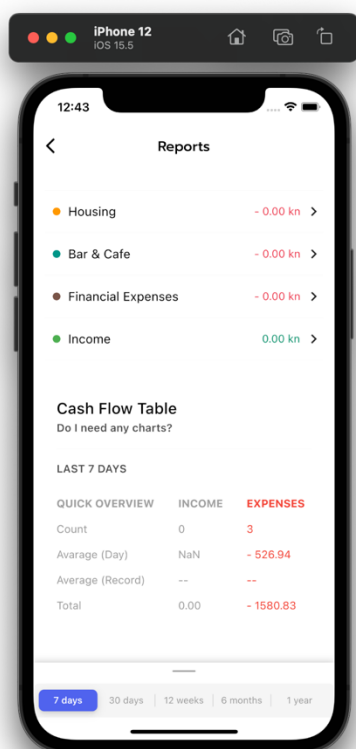 iPhone 12
iOS 15.5
12:43
Reports
Housing - 0.00 kn
Bar & Cafe - 0.00 kn
Financial Expenses - 0.00 kn
Income 0.00 kn
Cash Flow Table
Do I need any charts?
LAST 7 DAYS
QUICK OVERVIEW INCOME EXPENSES
Count 0 3
Avarage (Day) NaN - 526.94
Average (Record) -- --
Total 0.00 - 1580.83
7 days 30 days 12 weeks 6 months 1 year